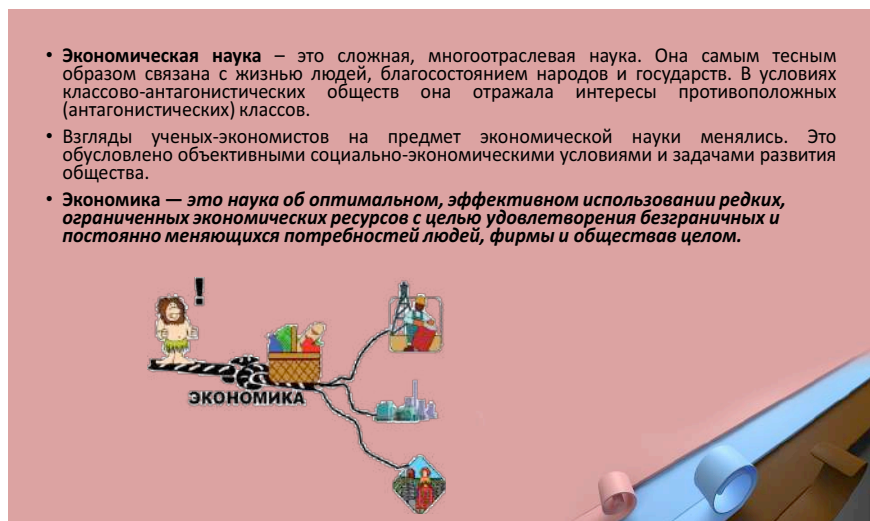 • Экономическая наука – это сложная, многоотраслевая наука. Она самым тесным
образом связана с жизнью людей, благосостоянием народов и государств. В условиях
классово-антагонистических обществ она отражала интересы противоположных
(антагонистических) классов.
• Взгляды ученых-экономистов на предмет экономической науки менялись. Это
обусловлено объективными социально-экономическими условиями и задачами развития
общества.
• Экономика — это наука об оптимальном, эффективном использовании редких,
ограниченных экономических ресурсов с целью удовлетворения безграничных и
постоянно меняющихся потребностей людей, фирмы и обществав целом.
!
ЭКОНОМИКА